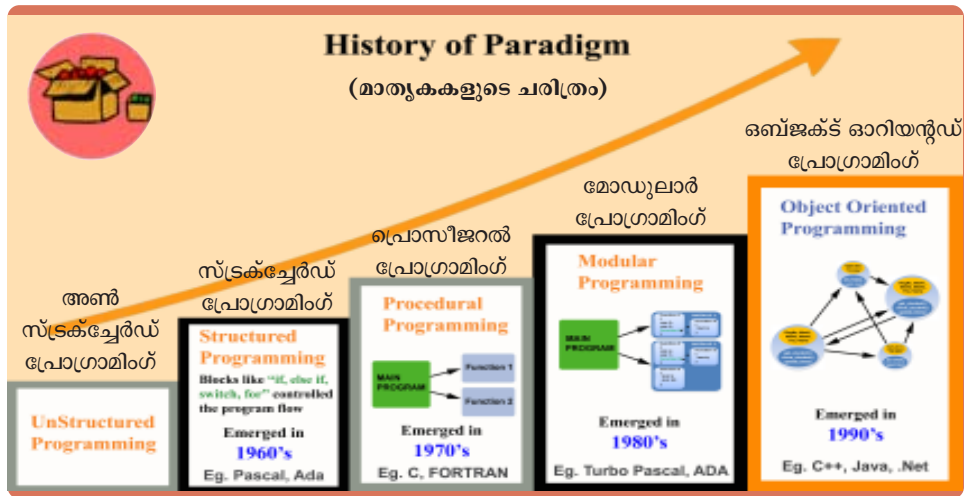 History of Paradigm
(മാതൃകകളുടെ ചരിത്രം)
അൺ
സ്ട്രക്ച്ചേർഡ്
പ്രോഗ്രാമിംഗ്
UnStructured
Programming
സ്ട്രക്ച്ചേർഡ്
പ്രോഗ്രാമിംഗ്
Structured
Programming
Blocks like "if, else if,
switch, for" controlled
the program flow
Emerged in
1960's
Eg. Pascal, Ada
പ്രൊസീജറൽ
പ്രോഗ്രാമിംഗ്
Procedural
Programming
MAIN
PROGRAM
Function 1
Function 2
Emerged in
1970's
Eg. C, FORTRAN
മോഡുലാർ
പ്രോഗ്രാമിംഗ്
Modular
Programming
MAIN
PROGRAM
Emerged in
1980's
Eg. Turbo Pascal, ADA
ഒബ്ജക്ട് ഓറിയന്റഡ്
പ്രോഗ്രാമിംഗ്
Object Oriented
Programming
Emerged in
1990's
Eg. C++, Java, .Net